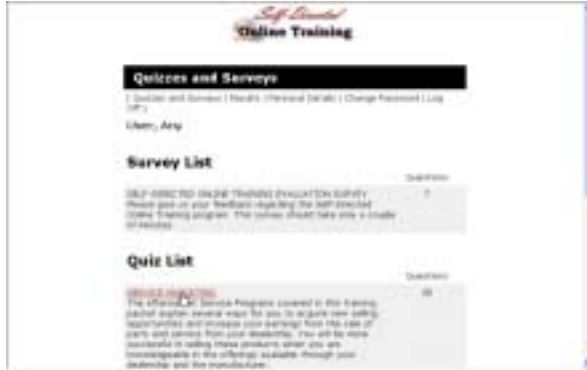 Self-Directed
Online Training
Quizzes and Surveys
[ Quizzes and Surveys | Results | Personal Details | Change Password | Log
Off ]
User, Any
Survey List
Questions
SELF-DIRECTED ONLINE TRAINING EVALUATION SURVEY
Please give us your feedback regarding the Self-Directed
Online Training program. This survey should take only a couple
of minutes.
Quiz List
Questions
SERVICE MARKETING
The aftermarket Service Programs covered in this training
packet explain several ways for you to acquire new selling
opportunities and increase your earnings from the sale of
parts and service from your dealership. You will be more
successful in selling these products when you are
knowledgeable in the offerings available through your
dealership and the manufacturer.